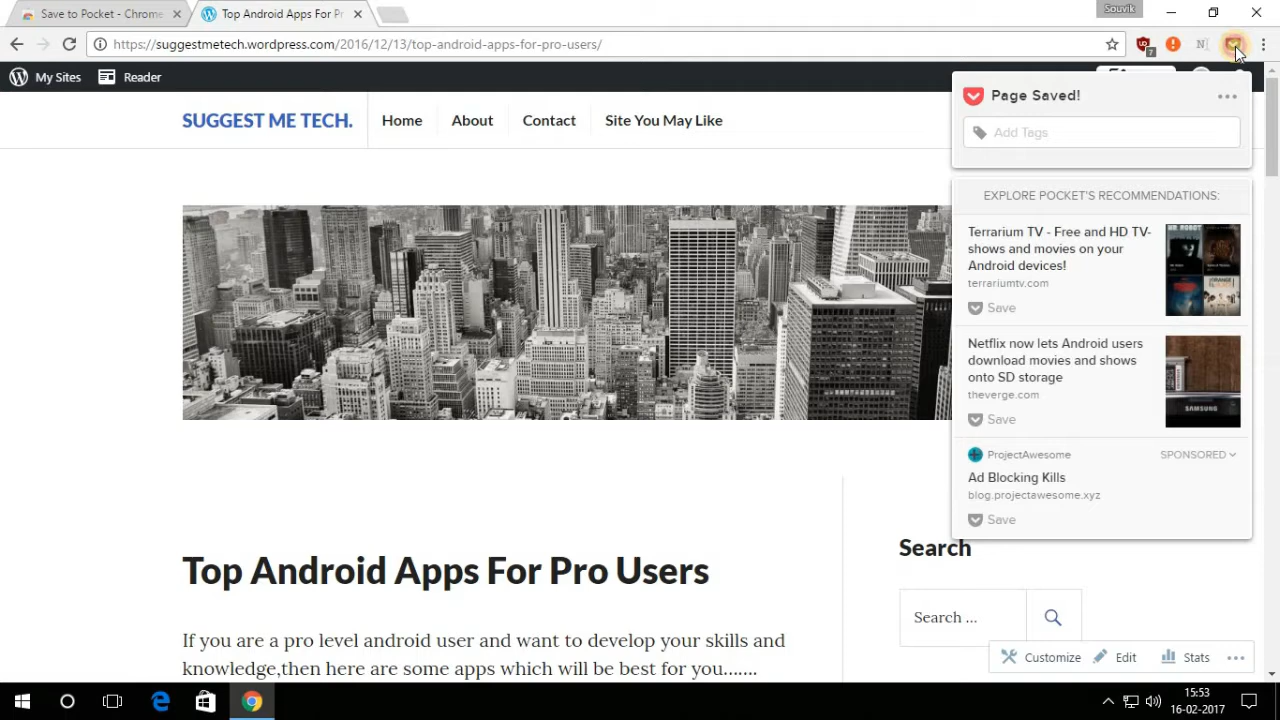 Save to Pocket - Chrome
Top Android Apps For Pr
Souvik
https://suggestmetech.wordpress.com/2016/12/13/top-android-apps-for-pro-users/
7
N
My Sites
Reader
SUGGEST ME TECH.
Home
About
Contact
Site You May Like
Page Saved!
Add Tags
EXPLORE POCKET'S RECOMMENDATIONS:
Terrarium TV - Free and HD TV-
shows and movies on your
Android devices!
terrariumtv.com
Save
Netflix now lets Android users
download movies and shows
onto SD storage
theverge.com
Save
SAMSUNG
ProjectAwesome
SPONSORED
Ad Blocking Kills
blog.projectawesome.xyz
Save
Top Android Apps For Pro Users
If you are a pro level android user and want to develop your skills and
knowledge,then here are some apps which will be best for you.......
Search
Search ...
Customize
Edit
Stats
15:53
16-02-2017